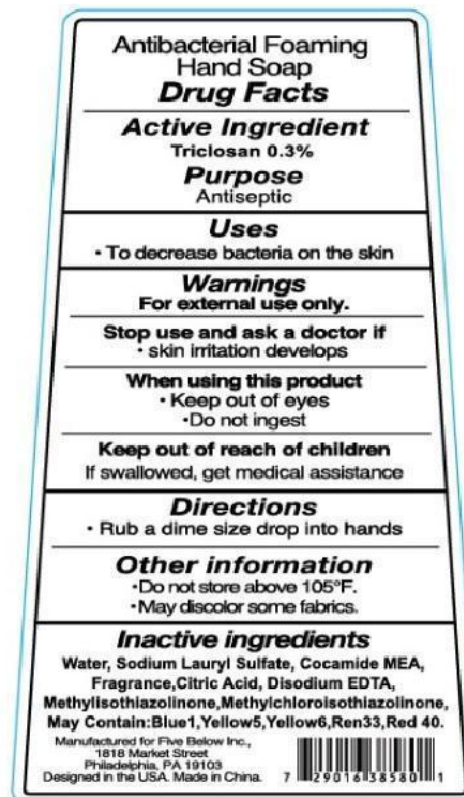 Antibacterial Foaming
Hand Soap
Drug Facts
Active Ingredient
Triclosan 0.3%
Purpose
Antiseptic
Uses
• To decrease bacteria on the skin
Warnings
For external use only.
Stop use and ask a doctor if
• skin irritation develops
When using this product
• Keep out of eyes
•Do not ingest
Keep out of reach of children
If swallowed, get medical assistance
Directions
• Rub a dime size drop into hands
Other information
•Do not store above 105°F.
•May discolor some fabrics.
Inactive ingredients
Water, Sodium Lauryl Sulfate, Cocamide MEA,
Fragrance,Citric Acid, Disodium EDTA,
Methylisothiazolinone,Methylchloroisothiazolinone,
May Contain:Blue1,Yellow5,Yellow6,Ren33,Red 40.
Manufactured for Five Below Inc.,
1818 Market Street
Philadelphia, PA 19103
Designed in the USA. Made in China.
7 29016 38580 1